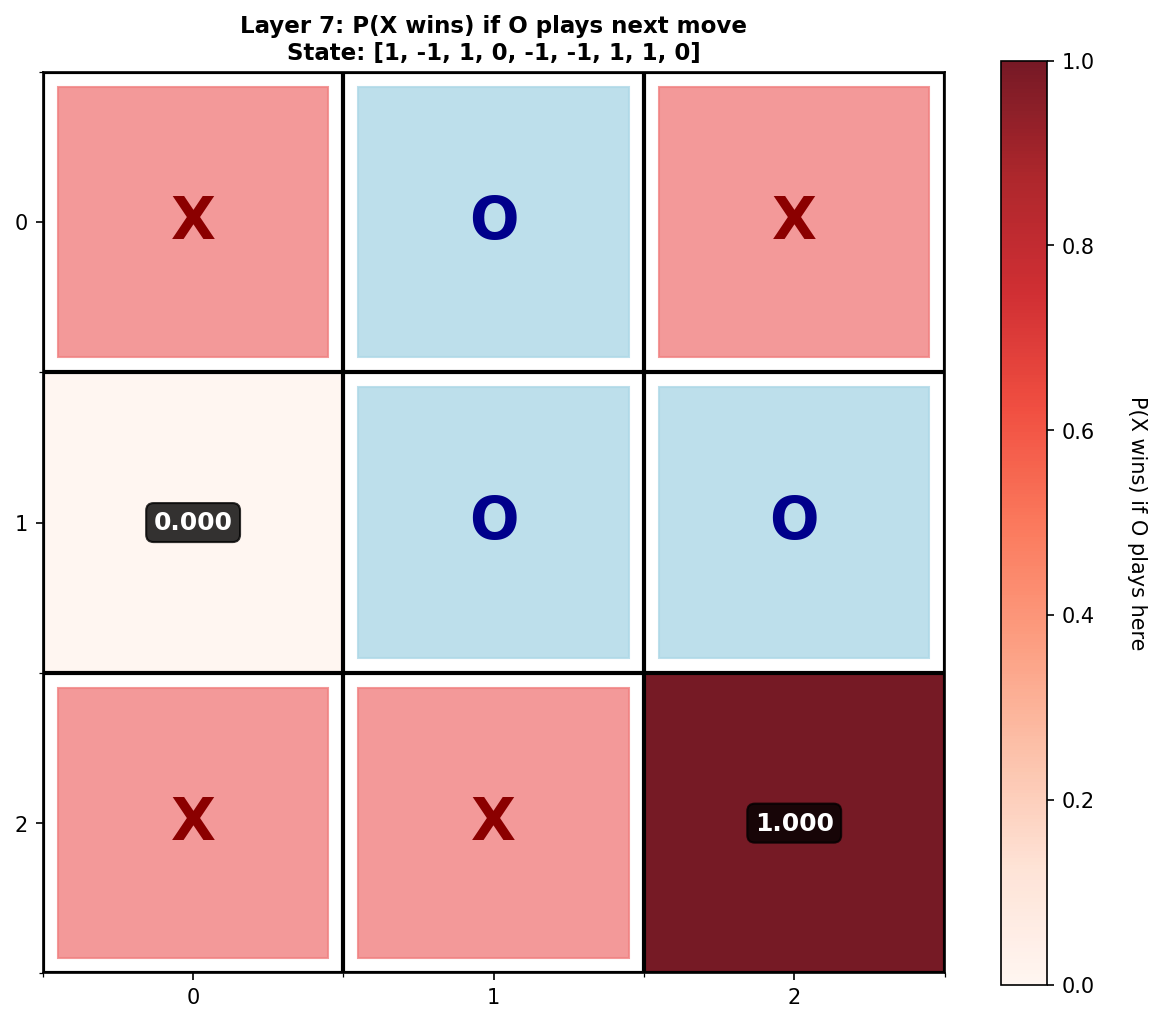 Layer 7: P(X wins) if O plays next move
State: [1, -1, 1, 0, -1, -1, 1, 1, 0]
X O X
0.000 O O
X X 1.000
0
1
2
0 1 2
1.0
0.8
0.6
0.4
0.2
0.0
P(X wins) if O plays here